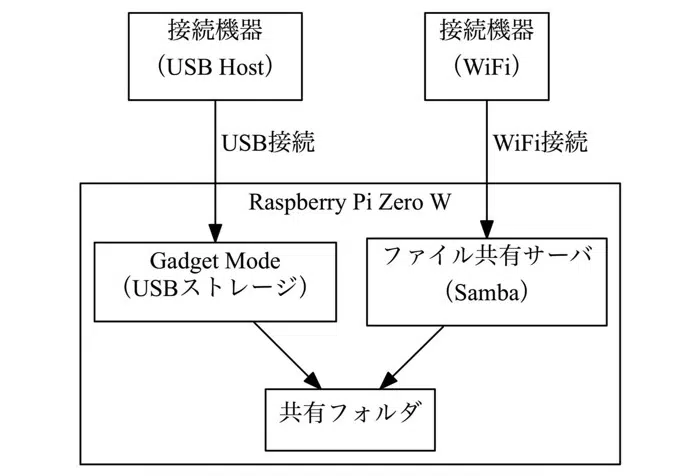 接続機器
（USB Host）
接続機器
（WiFi）
USB接続
WiFi接続
Raspberry Pi Zero W
Gadget Mode
（USBストレージ）
ファイル共有サーバ
（Samba）
共有フォルダ